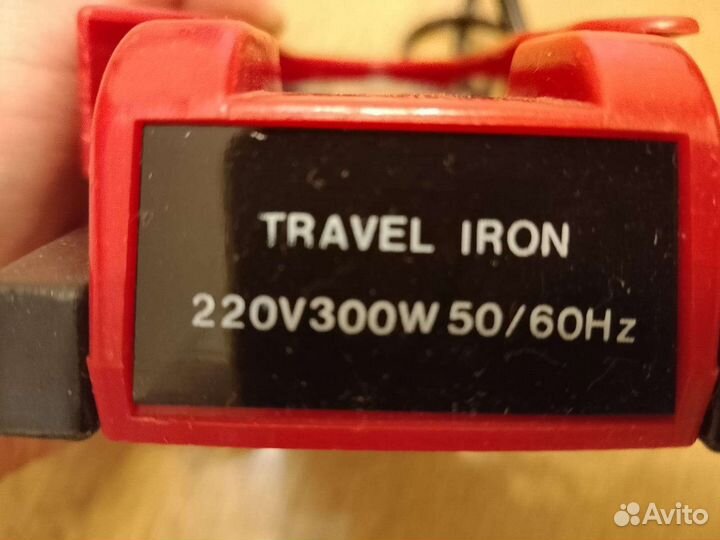 TRAVEL IRON
220V300W 50/60Hz
Avito